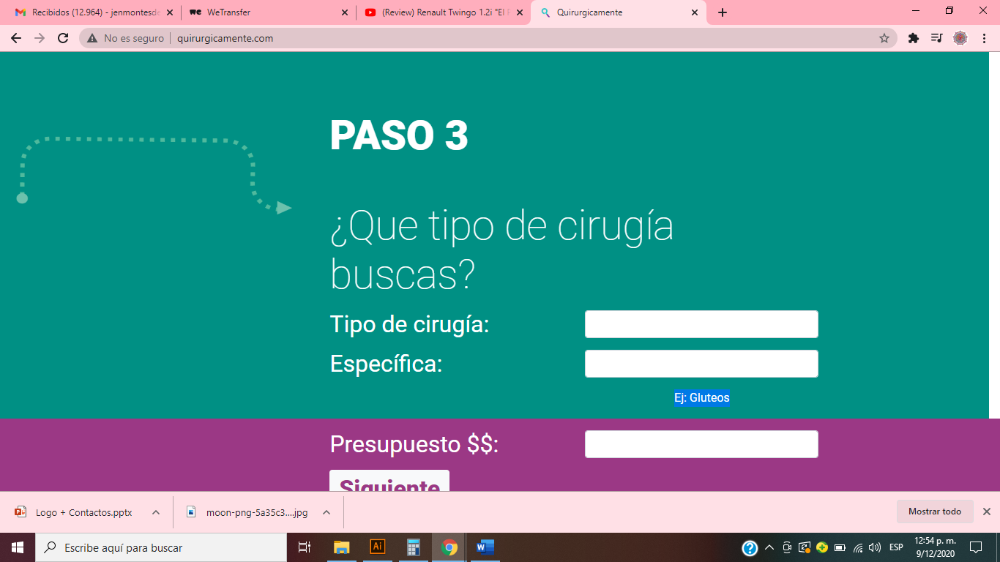 Recibidos (12.964) - jenmontesde
WeTransfer
(Review) Renault Twingo 1.2i "El
Quirurgicamente
No es seguro
quirurgicamente.com
PASO 3
¿Que tipo de cirugía
buscas?
Tipo de cirugía:
Específica:
Ej: Gluteos
Presupuesto $$:
Siguiente
Logo + Contactos.pptx
moon-png-5a35c3....jpg
Mostrar todo
Escribe aquí para buscar
ESP
12:54 p. m.
9/12/2020